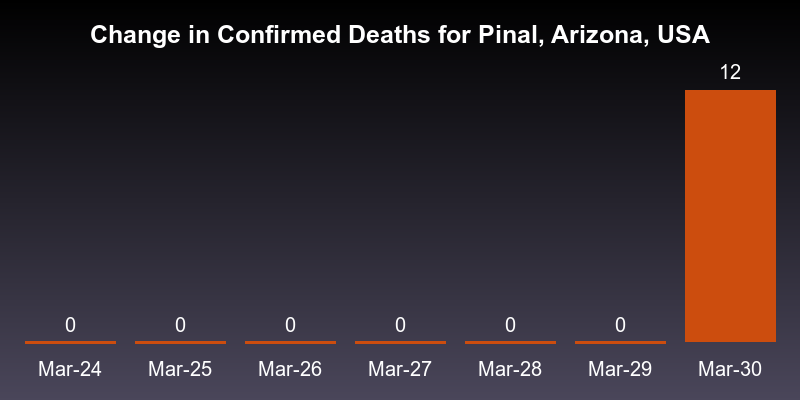 Change in Confirmed Deaths for Pinal, Arizona, USA
12
0 0 0 0 0 0
Mar-24 Mar-25 Mar-26 Mar-27 Mar-28 Mar-29 Mar-30